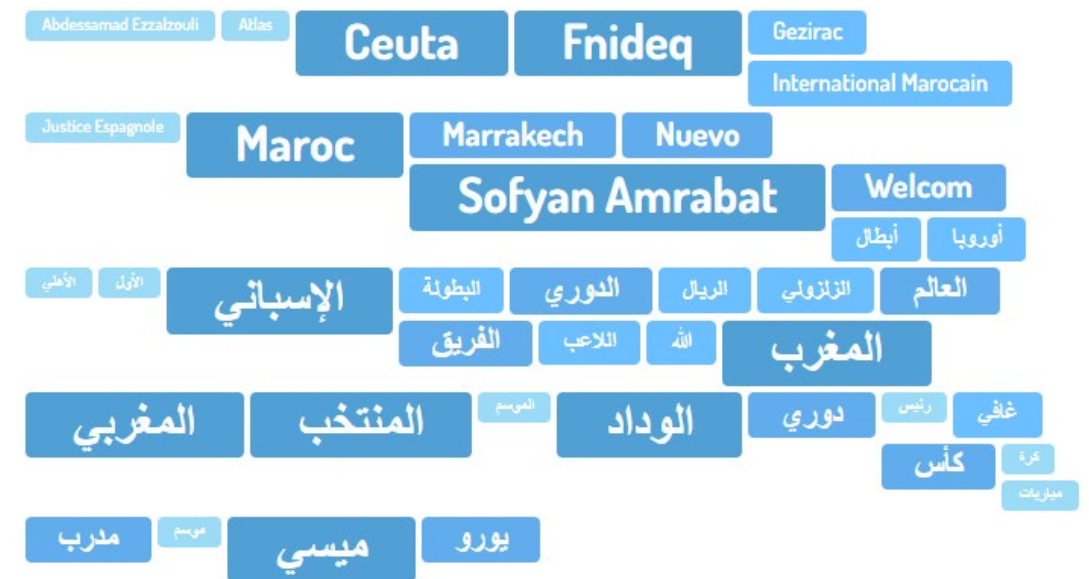 Abdessamad Ezzalzouli Atlas Ceuta Fnideq Gezirac
International Marocain
Justice Espagnole Maroc Marrakech Nuevo
Sofyan Amrabat Welcom
أبطال أوروبا
الأهلي الأول الإسباني البطولة الدوري الريال الزلزولي العالم
الفريق اللاعب الله المغرب
المغربي المنتخب الموسم الوداد دوري رئيس غافي
كأس كرة
مباريات
مدرب موسم ميسي يورو